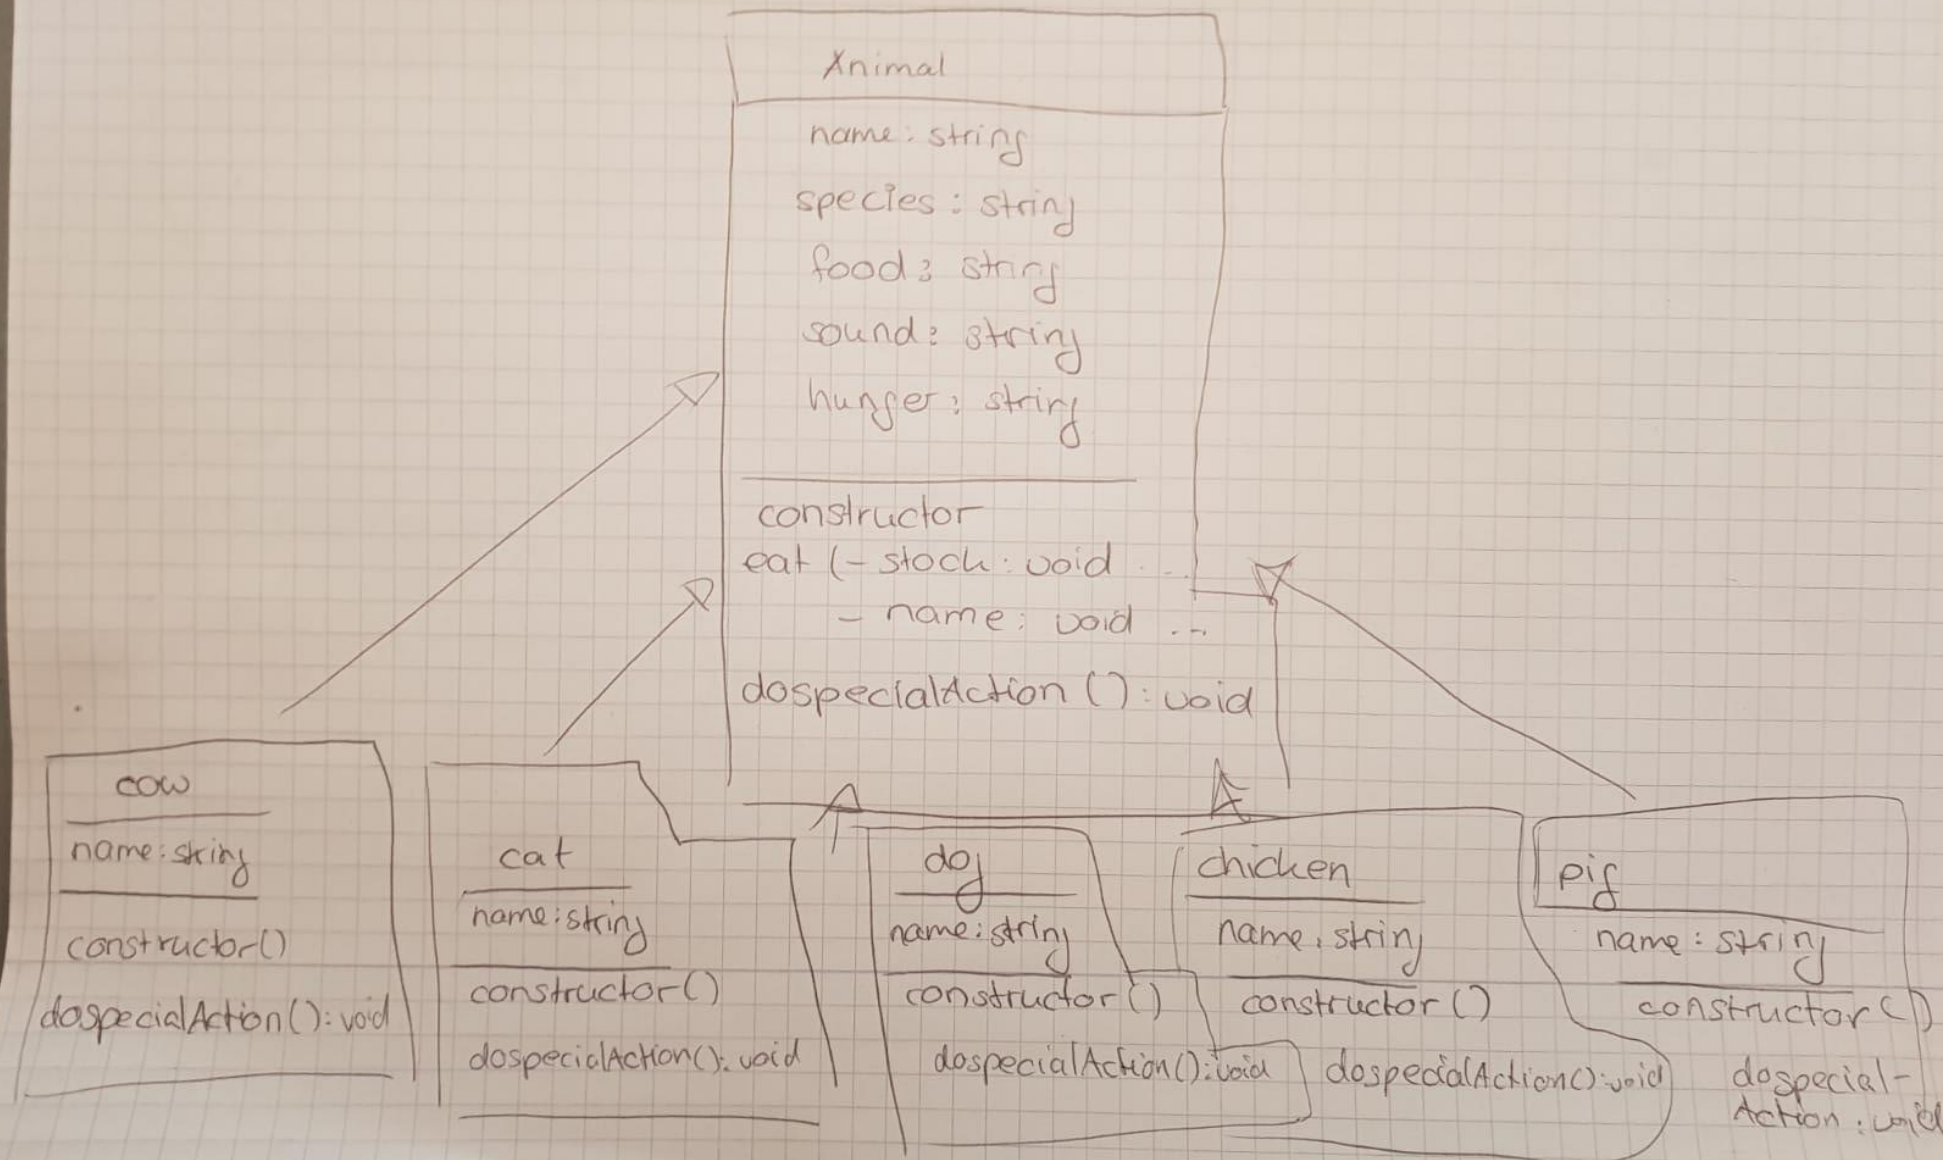 Animal
name: string
species: string
food: string
sound: string
hunger: string
constructor
eat (- stock: void ...
- name: void ...
dospecialAction (): void
cow
name: string
constructor()
dospecialAction(): void
cat
name: string
constructor()
dospecialAction(): void
dog
name: string
constructor()
dospecialAction(): void
chicken
name: string
constructor()
dospecialAction(): void
pig
name: string
constructor()
dospecial-
Action: void